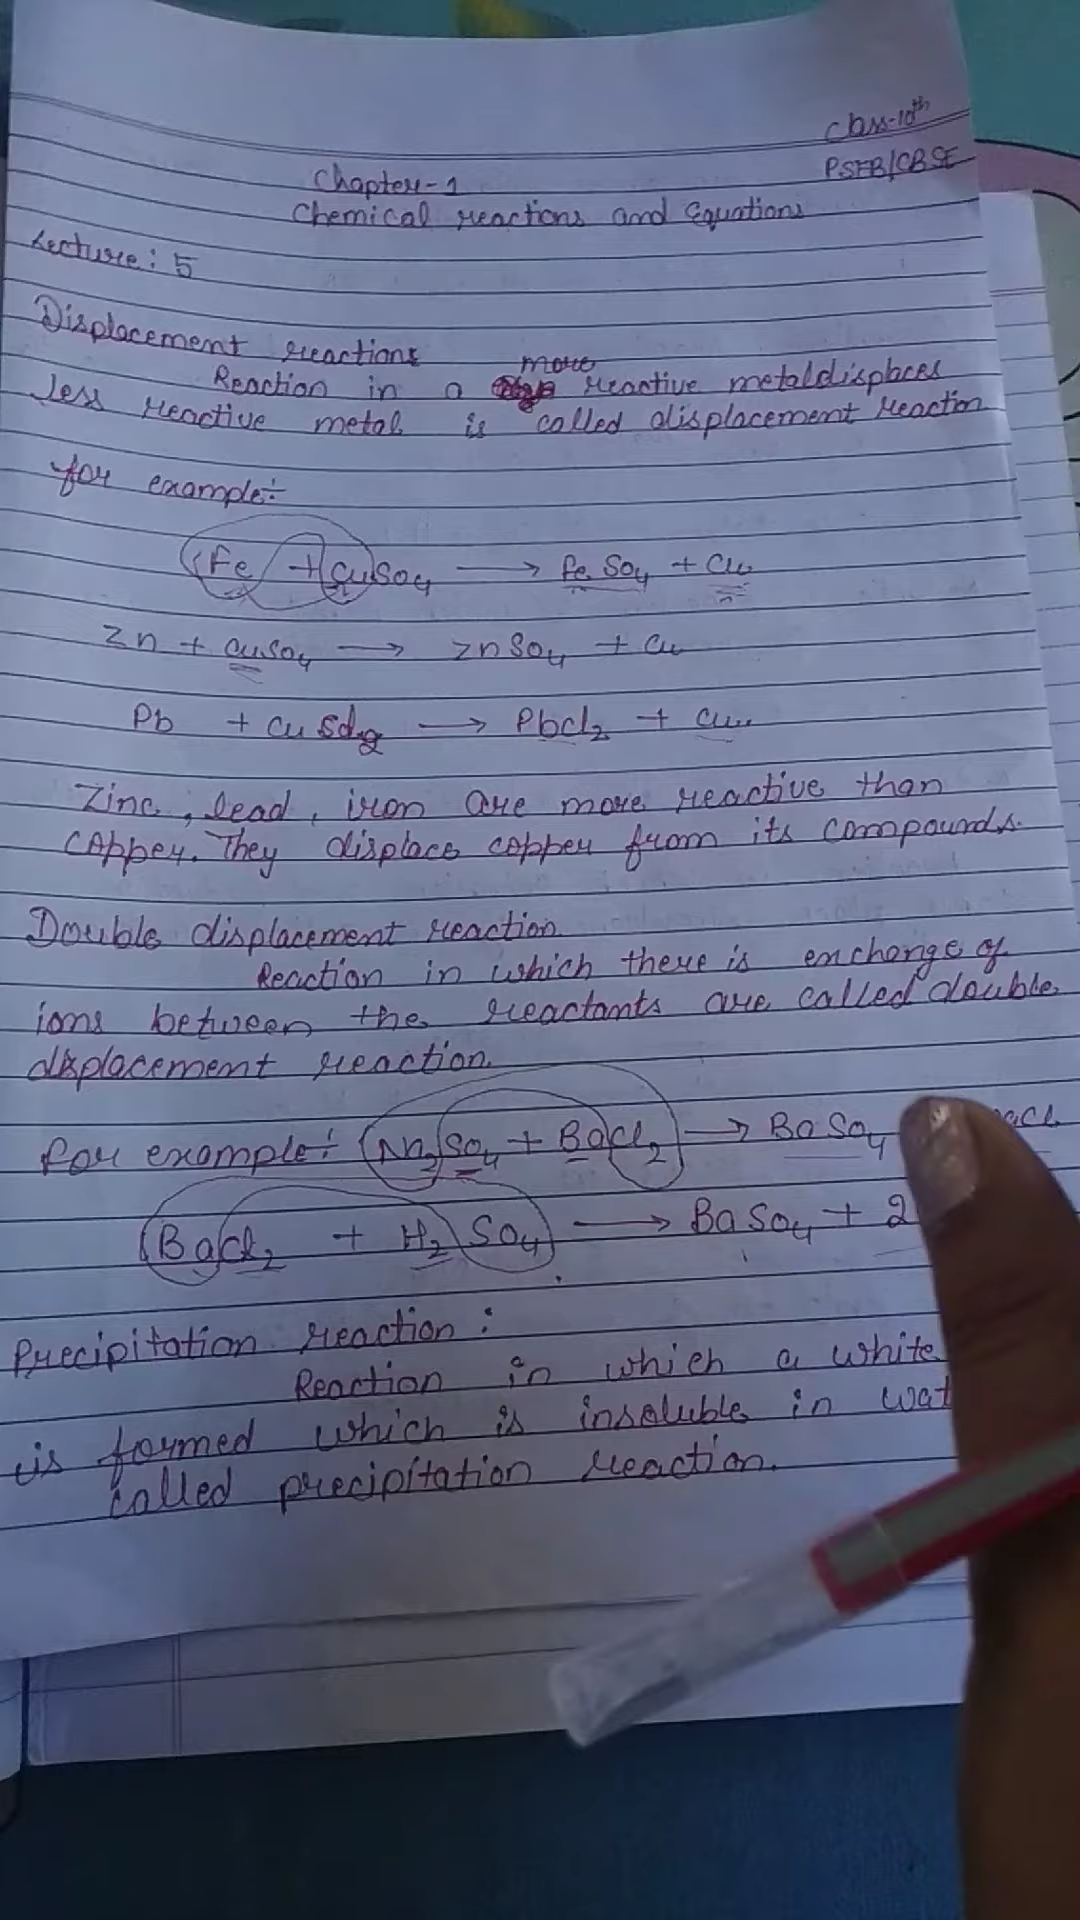 Class-10th
PSEB/CBSE
Chapter-1
Chemical reactions and Equations
Lecture: 5
Displacement reactions
more
Reaction in a reactive metal displaces
less reactive metal is called displacement reaction
for example:-
Fe + CuSO4 → FeSO4 + Cu
Zn + CuSO4 → ZnSO4 + Cu
Pb + Cu → PbCl2 + Cu
Zinc, lead, iron are more reactive than
copper. They displace copper from its compounds.
Double displacement reaction
Reaction in which there is exchange of
ions between the reactants are called double
displacement reaction.
For example:- Na2SO4 + BaCl2 → BaSO4 aCl
BaCl2 + H2SO4 → BaSO4 + 2
Precipitation reaction:
Reaction in which a white
is formed which is insoluble in wat
called precipitation reaction.